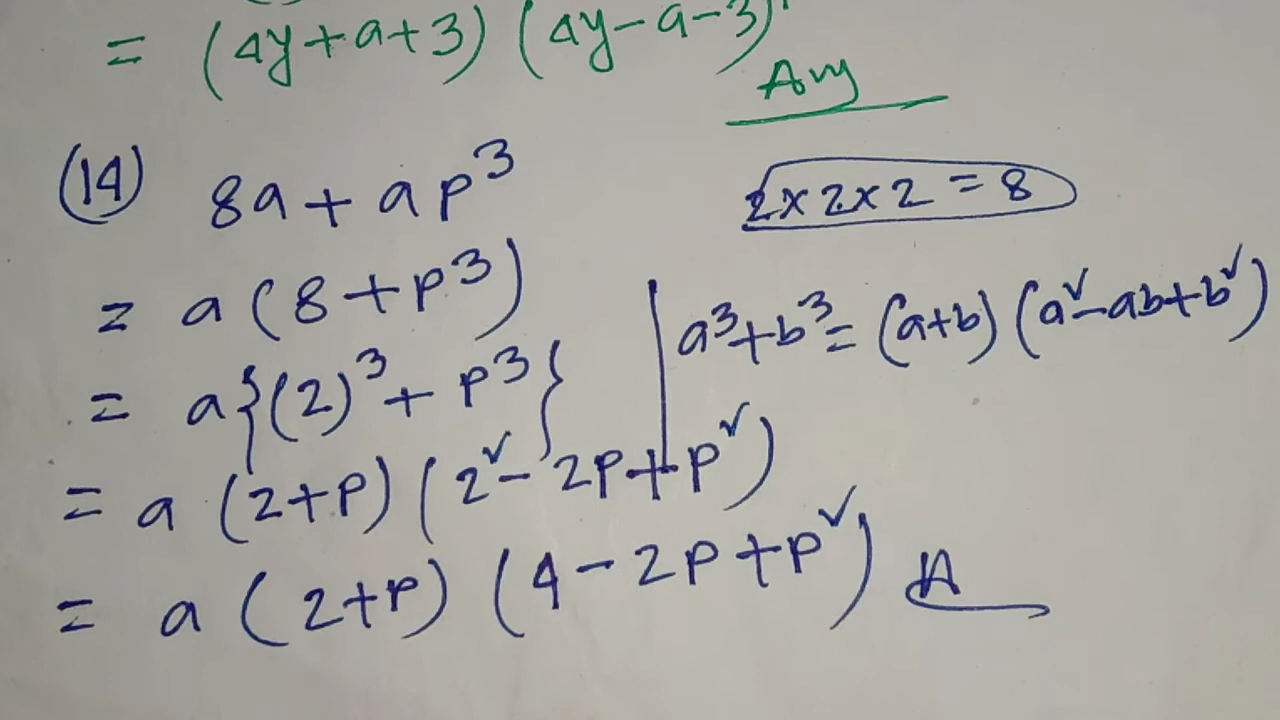 = (4y+a+3) (4y-a-3)
Ans
(14) 8a + ap³
2×2×2 = 8
= a(8+p³)
a³+b³ = (a+b) (a²-ab+b²)
= a{(2)³ + p³}
= a (2+p) (2² - 2p + p²)
= a (2+p) (4 - 2p + p²) A